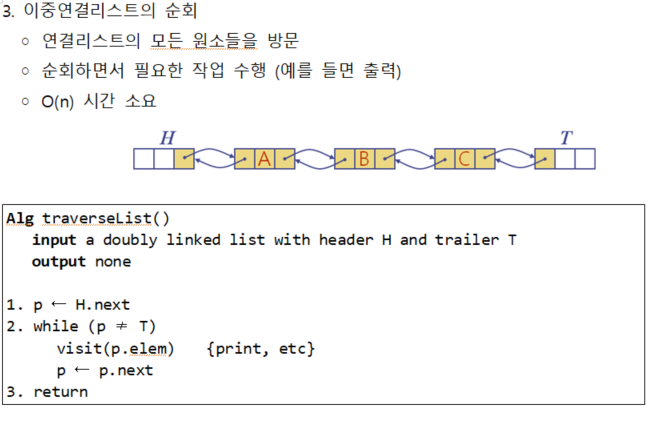 3. 이중연결리스트의 순회
○ 연결리스트의 모든 원소들을 방문
○ 순회하면서 필요한 작업 수행 (예를 들면 출력)
○ O(n) 시간 소요
H T
A B C
Alg traverseList()
input a doubly linked list with header H and trailer T
output none
1. p ← H.next
2. while (p ≠ T)
visit(p.elem) {print, etc}
p ← p.next
3. return